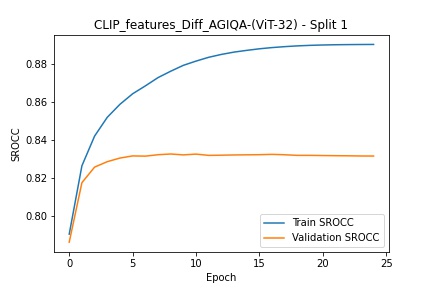 CLIP_features_Diff_AGIQA-(ViT-32) - Split 1
SROCC
0.88
0.86
0.84
0.82
0.80
Train SROCC
Validation SROCC
0 5 10 15 20 25
Epoch